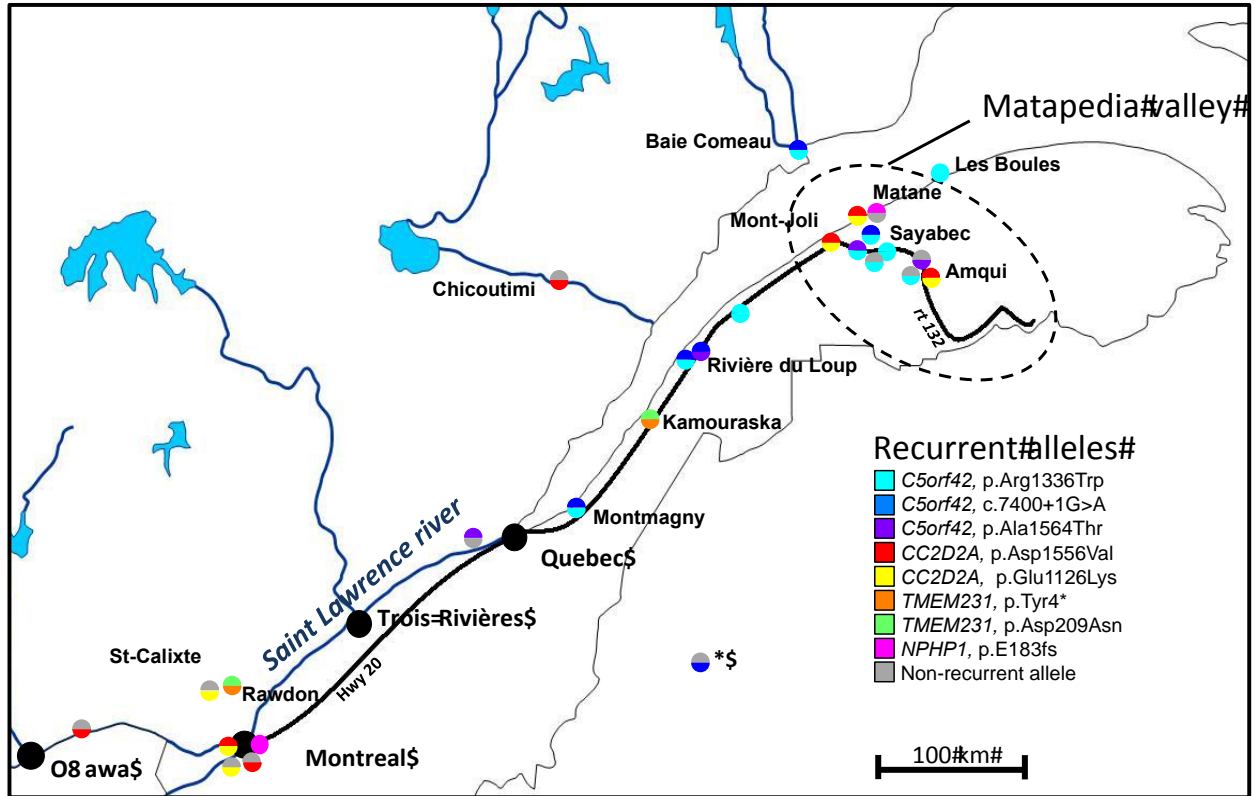 Matapedia#valley#
Baie Comeau
Les Boules
Matane
Mont-Joli
Sayabec
Amqui
Chicoutimi
rt 132
Rivière du Loup
Kamouraska
Recurrent#alleles#
C5orf42, p.Arg1336Trp
C5orf42, c.7400+1G>A
C5orf42, p.Ala1564Thr
CC2D2A, p.Asp1556Val
CC2D2A, p.Glu1126Lys
TMEM231, p.Tyr4*
TMEM231, p.Asp209Asn
NPHP1, p.E183fs
Non-recurrent allele
Montmagny
Quebec$
Saint Lawrence river
Trois=Rivières$
St-Calixte
Rawdon
Hwy 20
*$
Montreal$
O8awa$
100#km#